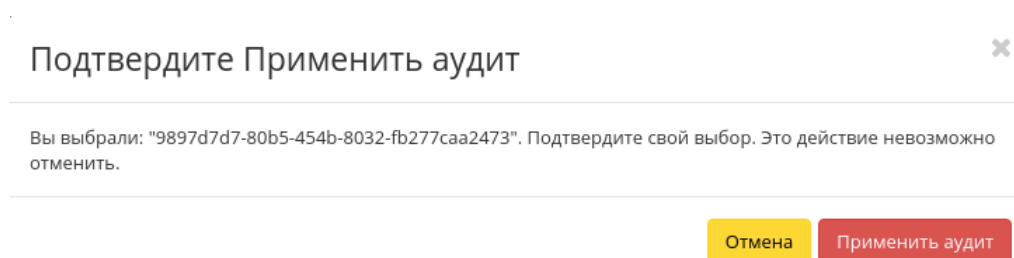 Подтвердите Применить аудит
Вы выбрали: "9897d7d7-80b5-454b-8032-fb277caa2473". Подтвердите свой выбор. Это действие невозможно
отменить.
Отмена
Применить аудит